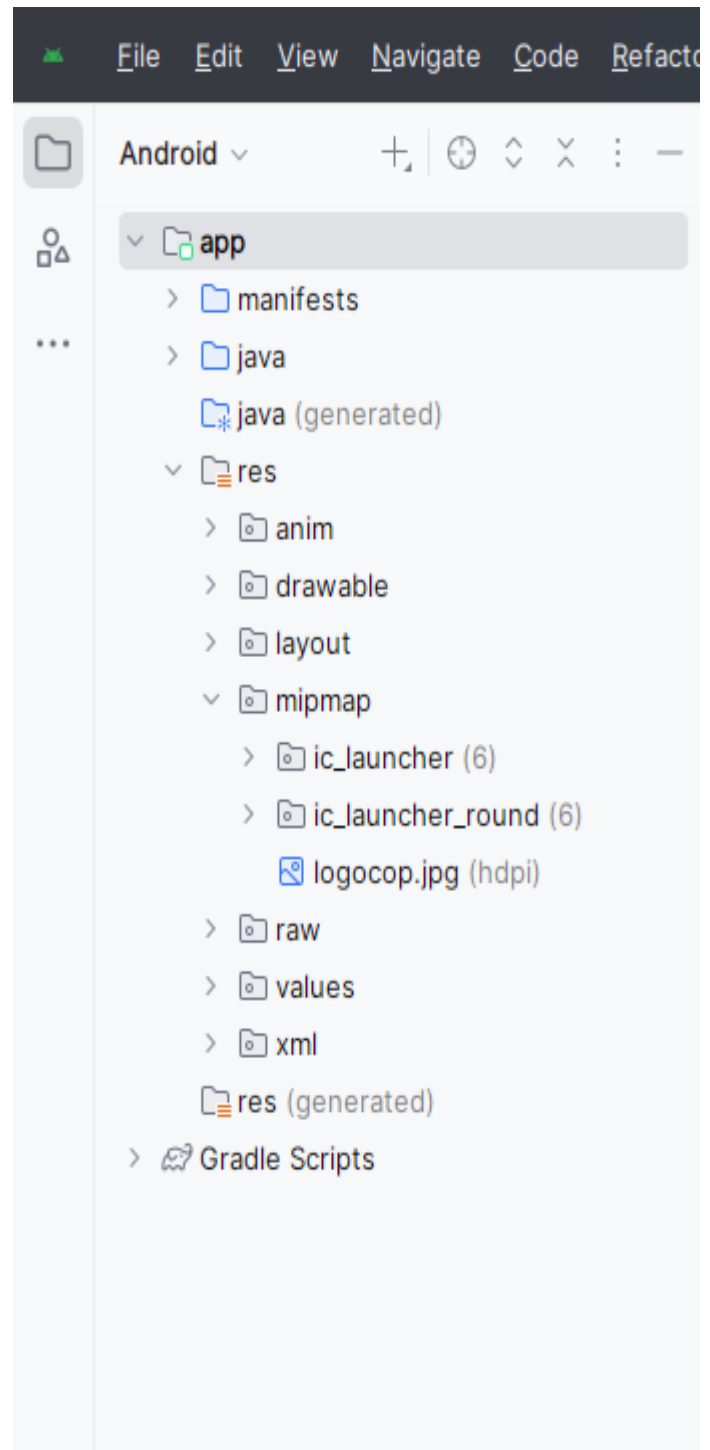 File Edit View Navigate Code Refacto
Android
app
manifests
java
java (generated)
res
anim
drawable
layout
mipmap
ic_launcher (6)
ic_launcher_round (6)
logocop.jpg (hdpi)
raw
values
xml
res (generated)
Gradle Scripts